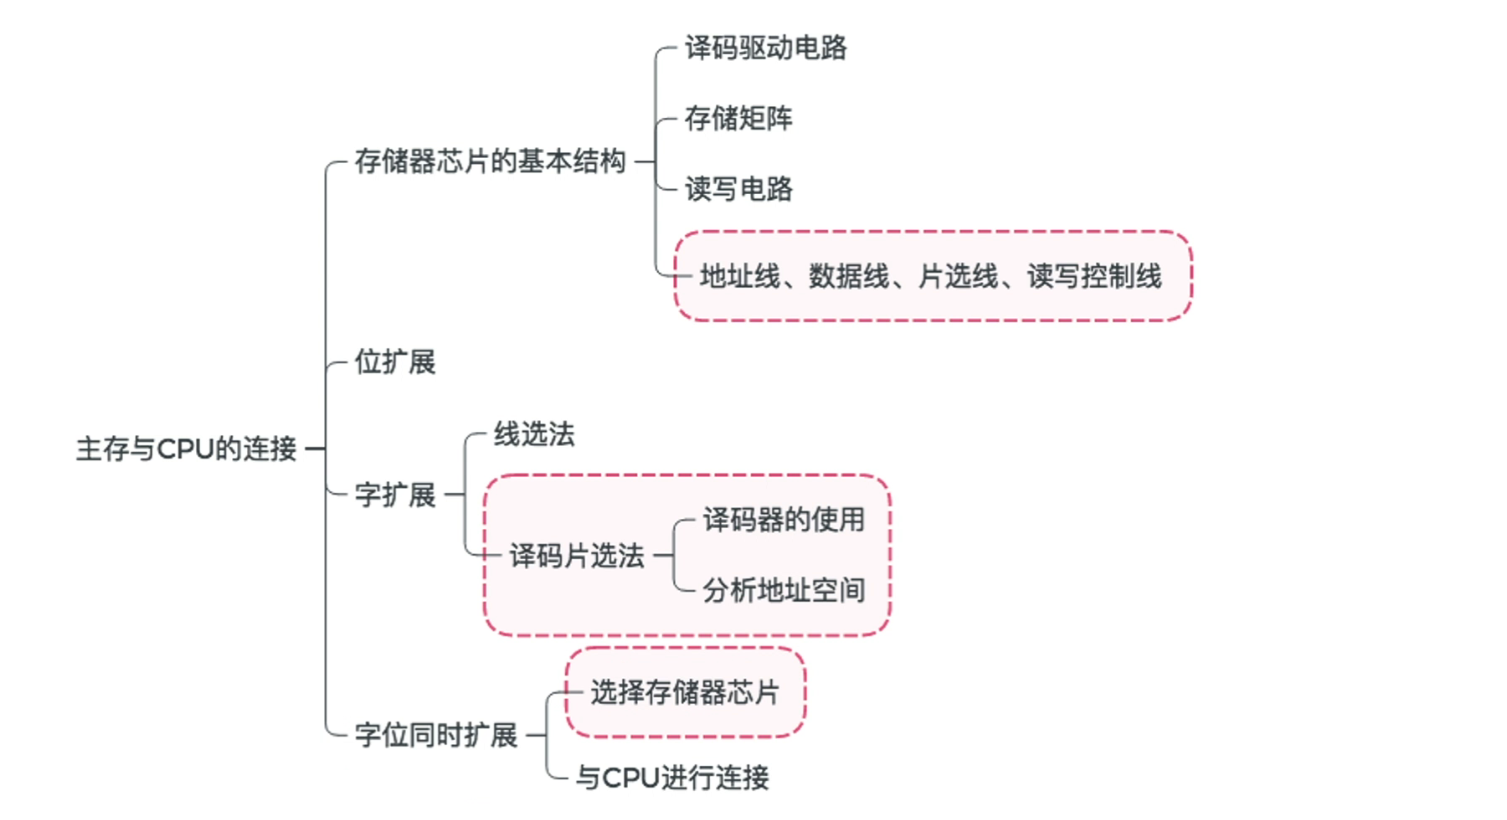 主存与CPU的连接
存储器芯片的基本结构
译码驱动电路
存储矩阵
读写电路
地址线、数据线、片选线、读写控制线
位扩展
字扩展
线选法
译码片选法
译码器的使用
分析地址空间
字位同时扩展
选择存储器芯片
与CPU进行连接